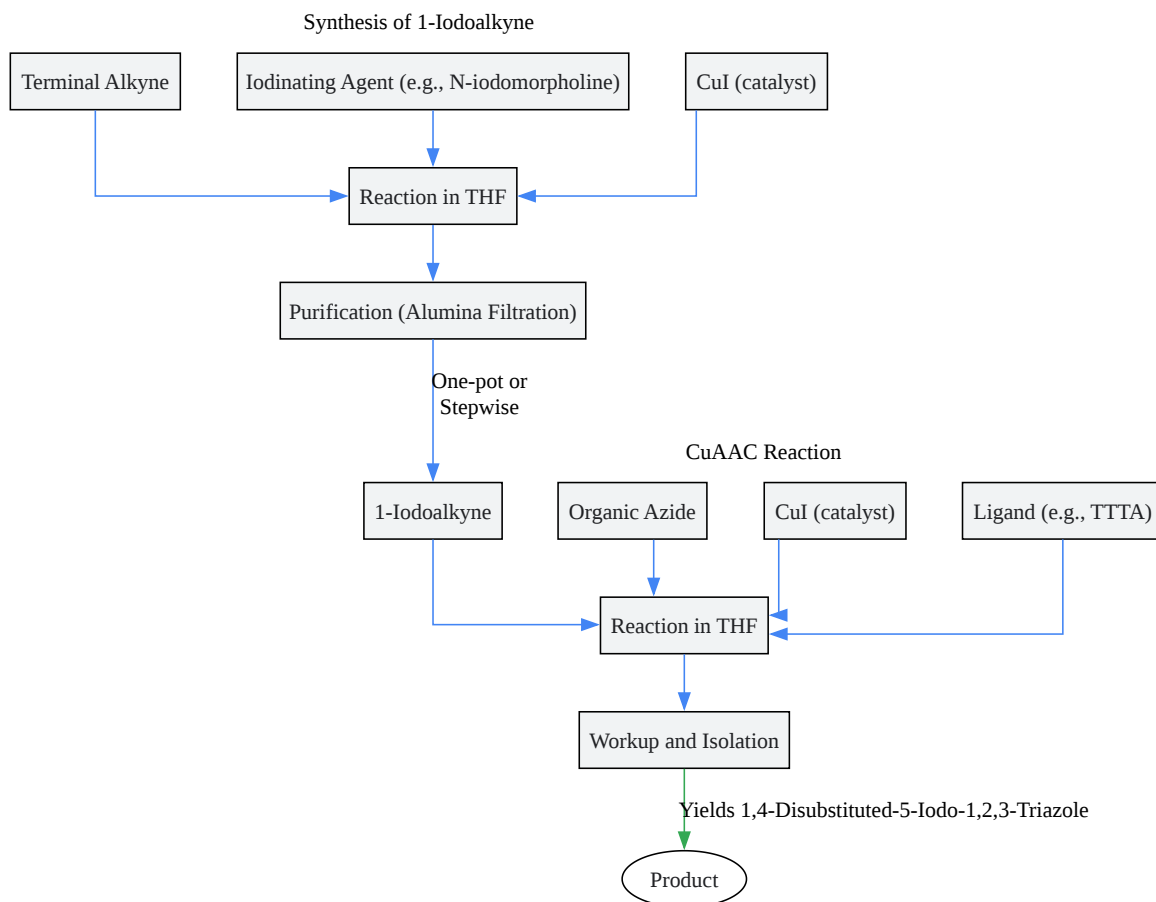 Synthesis of 1-Iodoalkyne
Terminal Alkyne
Iodinating Agent (e.g., N-iodomorpholine)
CuI (catalyst)
Reaction in THF
Purification (Alumina Filtration)
One-pot or
Stepwise
CuAAC Reaction
1-Iodoalkyne
Organic Azide
CuI (catalyst)
Ligand (e.g., TTTA)
Reaction in THF
Workup and Isolation
Yields 1,4-Disubstituted-5-Iodo-1,2,3-Triazole
Product